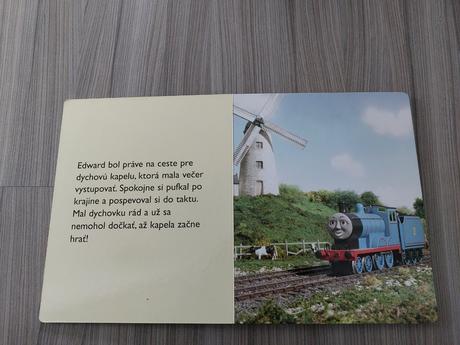 Edward bol práve na ceste pre
dychovú kapelu, ktorá mala večer
vystupovať. Spokojne si pufkal po
krajine a pospevoval si do taktu.
Mal dychovku rád a už sa
nemohol dočkať, až kapela začne
hrať!